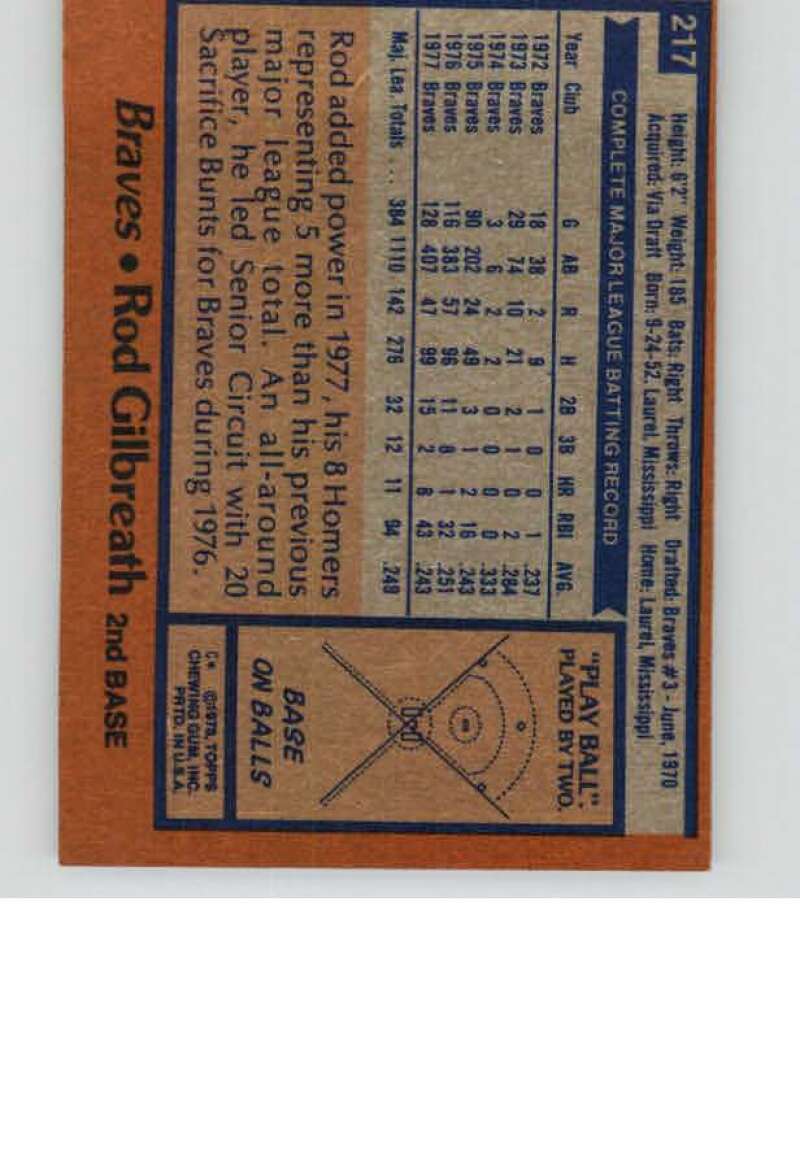 217
Height: 6'2" Weight: 185 Bats: Right Throws: Right Drafted: Braves #3 - June, 1970
Acquired: Via Draft Born: 9-24-52, Laurel, Mississippi Home: Laurel, Mississippi
COMPLETE MAJOR LEAGUE BATTING RECORD
Year Club G AB R H 2B 3B HR RBI AVG.
1972 Braves 18 38 2 9 1 0 0 1 .237
1973 Braves 29 74 10 21 2 1 0 2 .284
1974 Braves 3 6 2 2 0 0 0 0 .333
1975 Braves 90 202 24 49 3 1 2 16 .243
1976 Braves 116 383 57 96 11 8 1 32 .251
1977 Braves 128 407 47 99 15 2 8 43 .243
Maj. Lea. Totals ... 384 1110 142 276 32 12 11 94 .249
Rod added power in 1977, his 8 Homers
representing 5 more than his previous
major league total. An all-around
player, he led Senior Circuit with 20
Sacrifice Bunts for Braves during 1976.
"PLAY BALL":
PLAYED BY TWO.
BASE
ON BALLS
C* ©1978, TOPPS
CHEWING GUM, INC.
PRTD. IN U.S.A.
Braves • Rod Gilbreath 2nd BASE